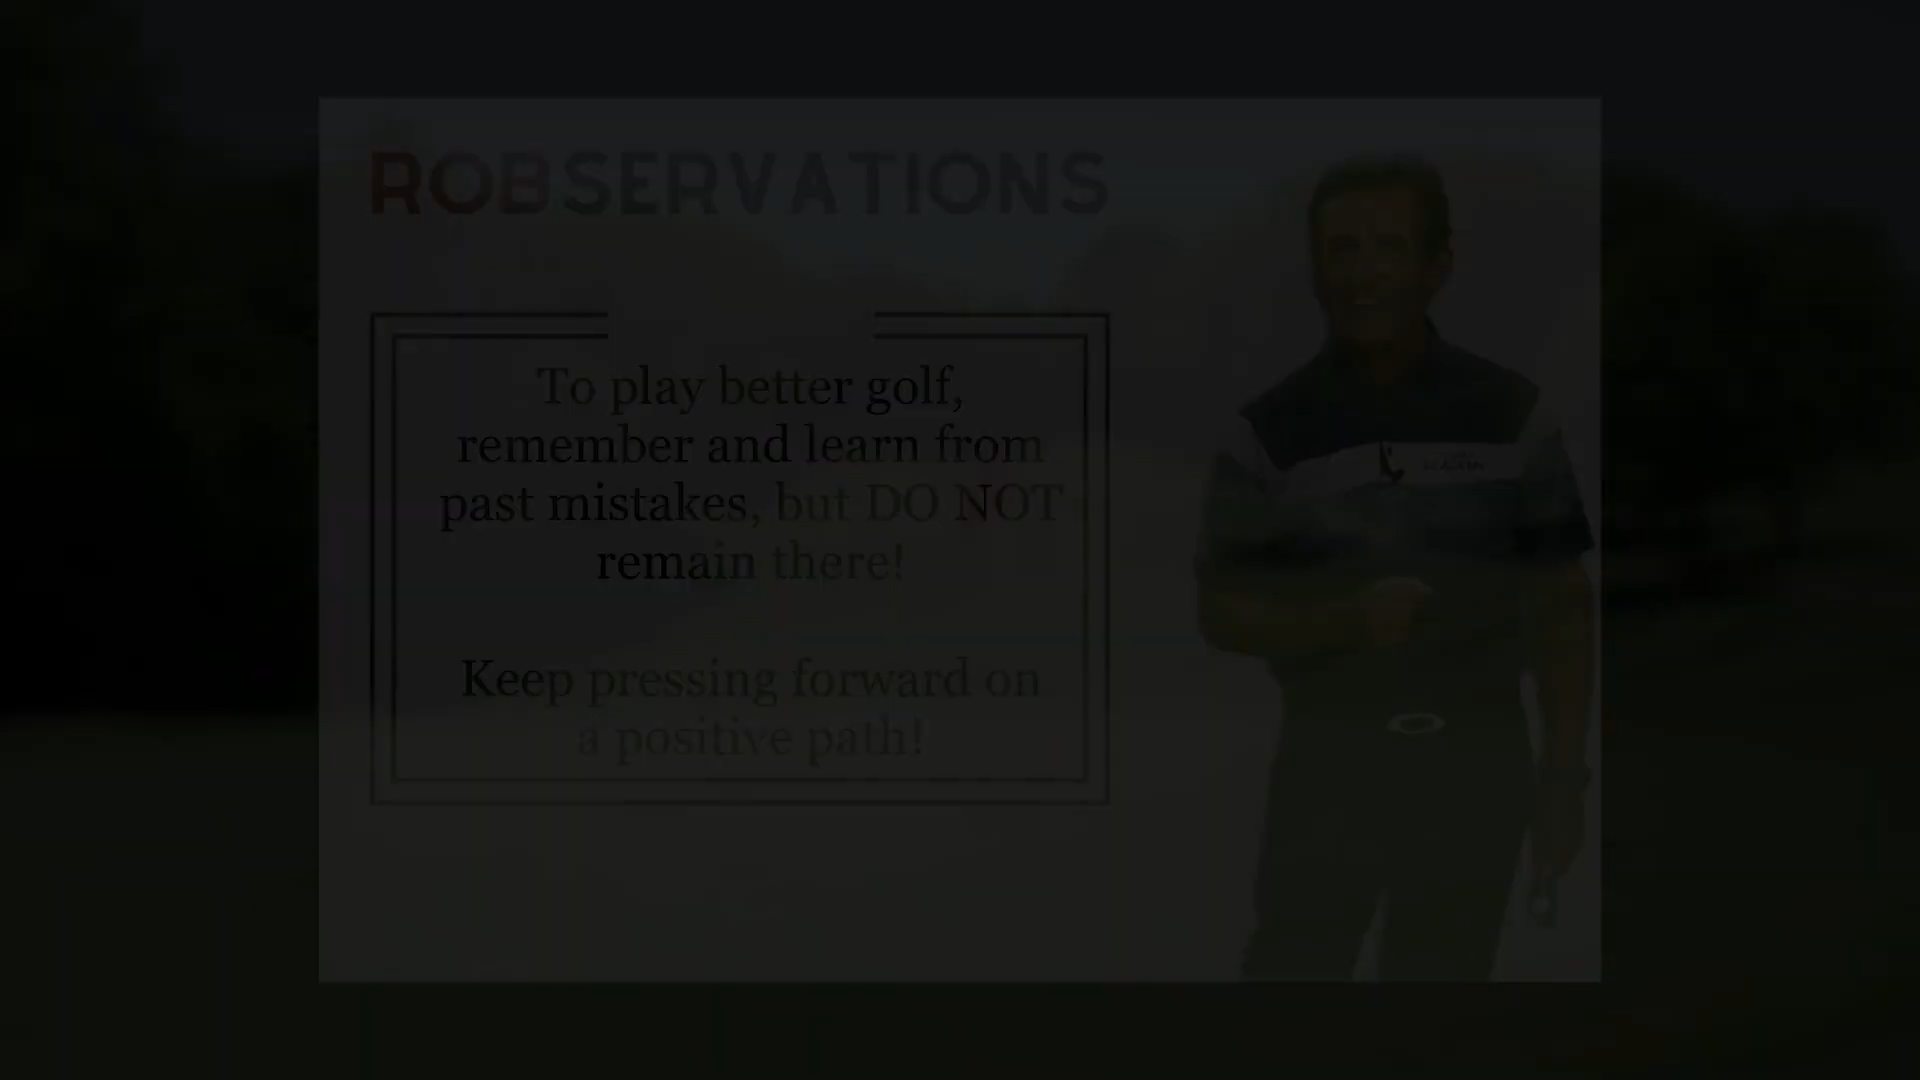 ROBSERVATIONS
To play better golf,
remember and learn from
past mistakes, but DO NOT
remain there!
Keep pressing forward on
a positive path!